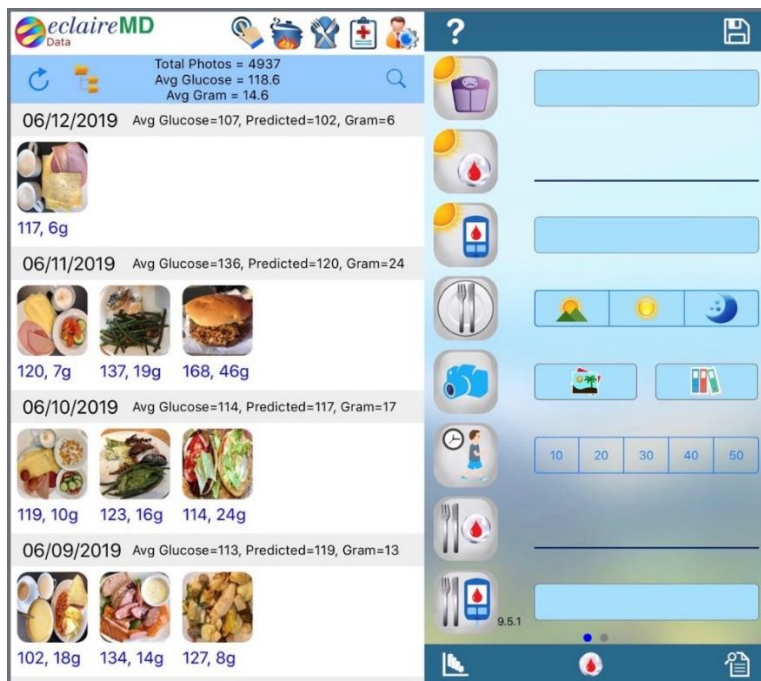 eclaireMD
Data
Total Photos = 4937
Avg Glucose = 118.6
Avg Gram = 14.6
06/12/2019 Avg Glucose=107, Predicted=102, Gram=6
117, 6g
06/11/2019 Avg Glucose=136, Predicted=120, Gram=24
120, 7g 137, 19g 168, 46g
06/10/2019 Avg Glucose=114, Predicted=117, Gram=17
119, 10g 123, 16g 114, 24g
06/09/2019 Avg Glucose=113, Predicted=119, Gram=13
102, 18g 134, 14g 127, 8g
?
10 20 30 40 50
9.5.1